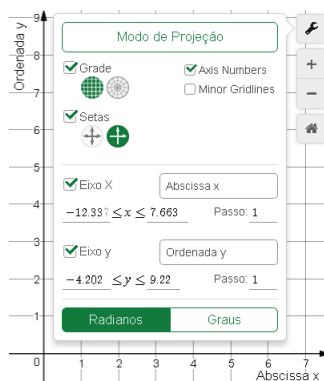 Ordenada y
9
8
7
6
5
4
3
2
1
0 1 2 3 4 5 6 7
Abscissa x
Modo de Projeção
Grade
Axis Numbers
Minor Gridlines
Setas
Eixo X Abscissa x
−12.337 ≤ x ≤ 7.663 Passo: 1
Eixo y Ordenada y
−4.202 ≤ y ≤ 9.22 Passo: 1
Radianos Graus
+
−